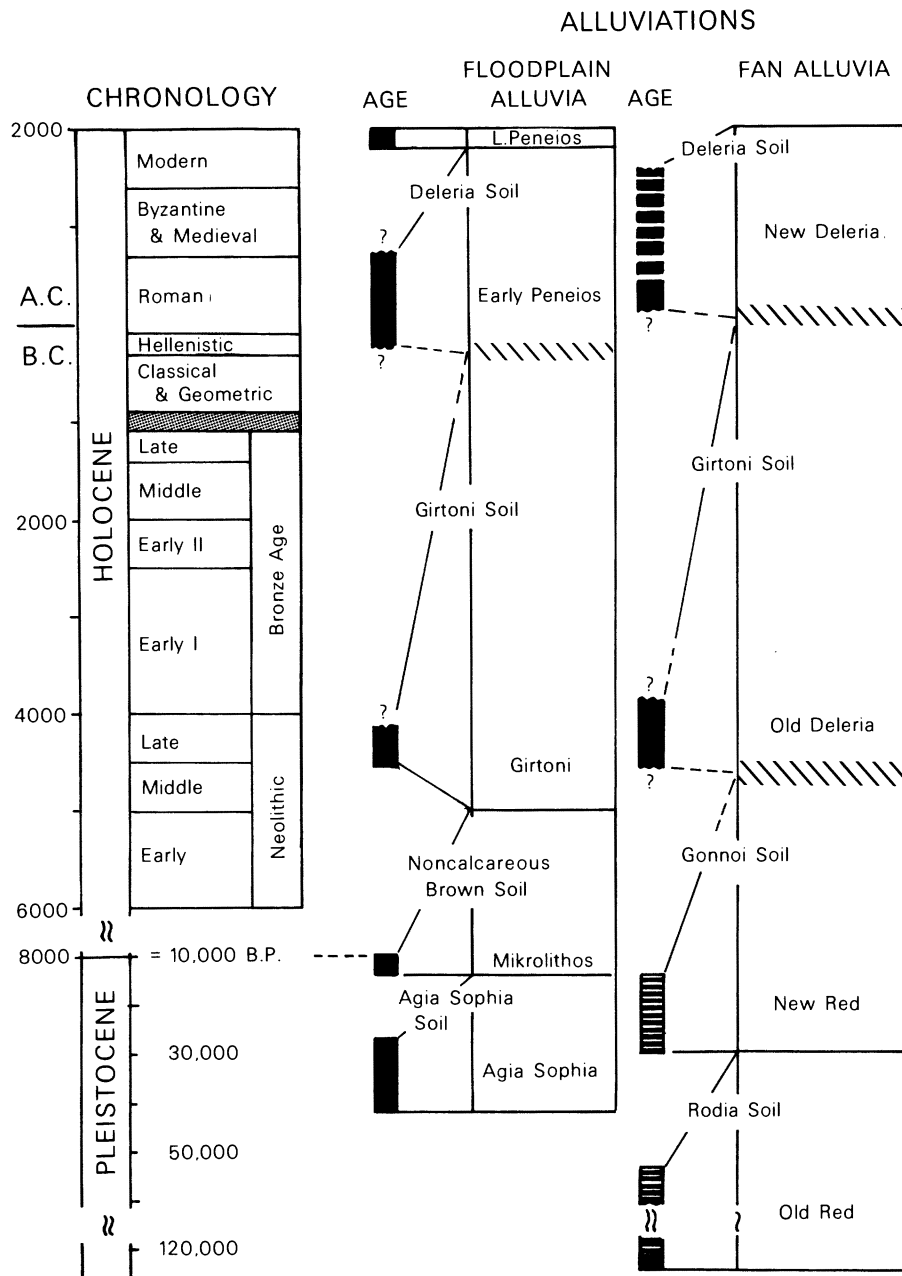 ALLUVIATIONS
FLOODPLAIN
ALLUVIA
FAN ALLUVIA
CHRONOLOGY
AGE
AGE
2000
Modern
Byzantine
& Medieval
A.C.
Roman
B.C.
Hellenistic
Classical
& Geometric
HOLOCENE
Late
Middle
2000
Early II
Early I
Bronze Age
4000
Late
Middle
Early
Neolithic
6000
8000
= 10,000 B.P.
PLEISTOCENE
30,000
50,000
120,000
L.Peneios
Deleria Soil
?
Early Peneios
?
Girtoni Soil
?
Girtoni
Noncalcareous
Brown Soil
Mikrolithos
Agia Sophia
Soil
Agia Sophia
Deleria Soil
New Deleria
?
Girtoni Soil
?
Old Deleria
?
Gonnoi Soil
New Red
Rodia Soil
Old Red